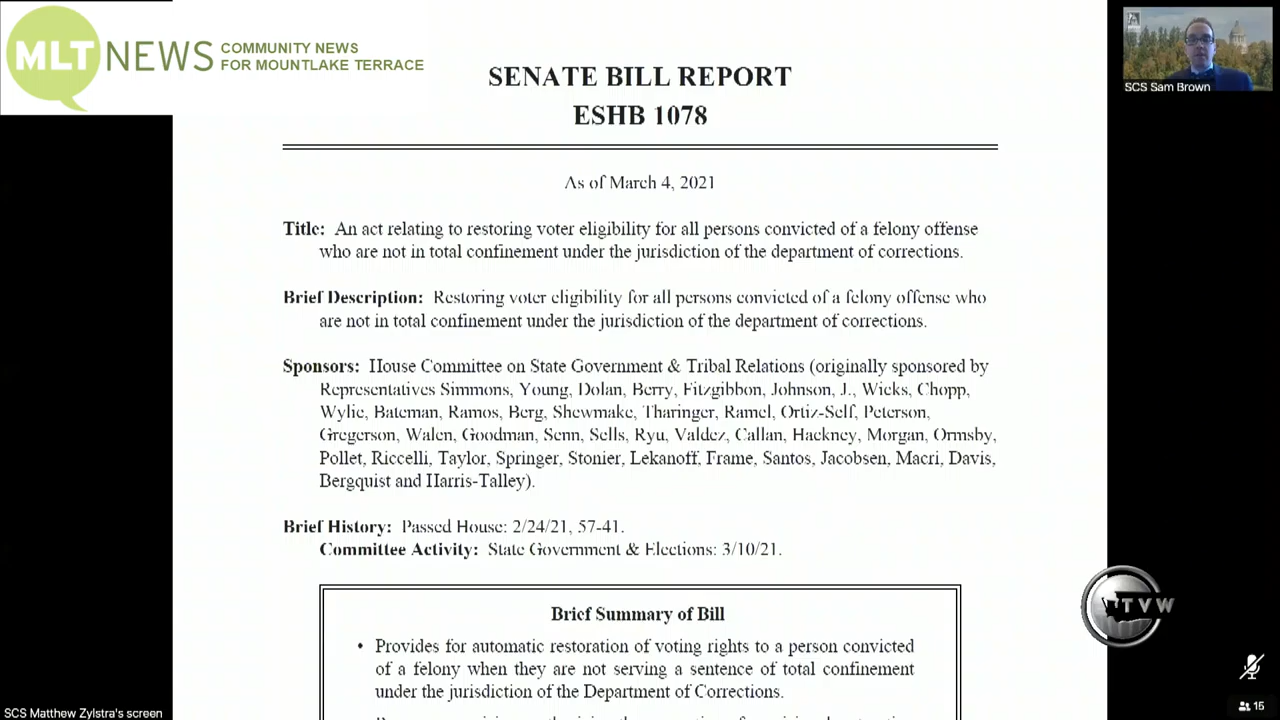 MLT NEWS COMMUNITY NEWS
FOR MOUNTLAKE TERRACE
SENATE BILL REPORT
ESHB 1078
SCS Sam Brown
As of March 4, 2021
Title: An act relating to restoring voter eligibility for all persons convicted of a felony offense
who are not in total confinement under the jurisdiction of the department of corrections.
Brief Description: Restoring voter eligibility for all persons convicted of a felony offense who
are not in total confinement under the jurisdiction of the department of corrections.
Sponsors: House Committee on State Government & Tribal Relations (originally sponsored by
Representatives Simmons, Young, Dolan, Berry, Fitzgibbon, Johnson, J., Wicks, Chopp,
Wylie, Bateman, Ramos, Berg, Shewmake, Tharinger, Ramel, Ortiz-Self, Peterson,
Gregerson, Walen, Goodman, Senn, Sells, Ryu, Valdez, Callan, Hackney, Morgan, Ormsby,
Pollet, Riccelli, Taylor, Springer, Stonier, Lekanoff, Frame, Santos, Jacobsen, Macri, Davis,
Bergquist and Harris-Talley).
Brief History: Passed House: 2/24/21, 57-41.
Committee Activity: State Government & Elections: 3/10/21.
Brief Summary of Bill
• Provides for automatic restoration of voting rights to a person convicted
of a felony when they are not serving a sentence of total confinement
under the jurisdiction of the Department of Corrections.
TVW
16
SCS Matthew Zylstra's screen